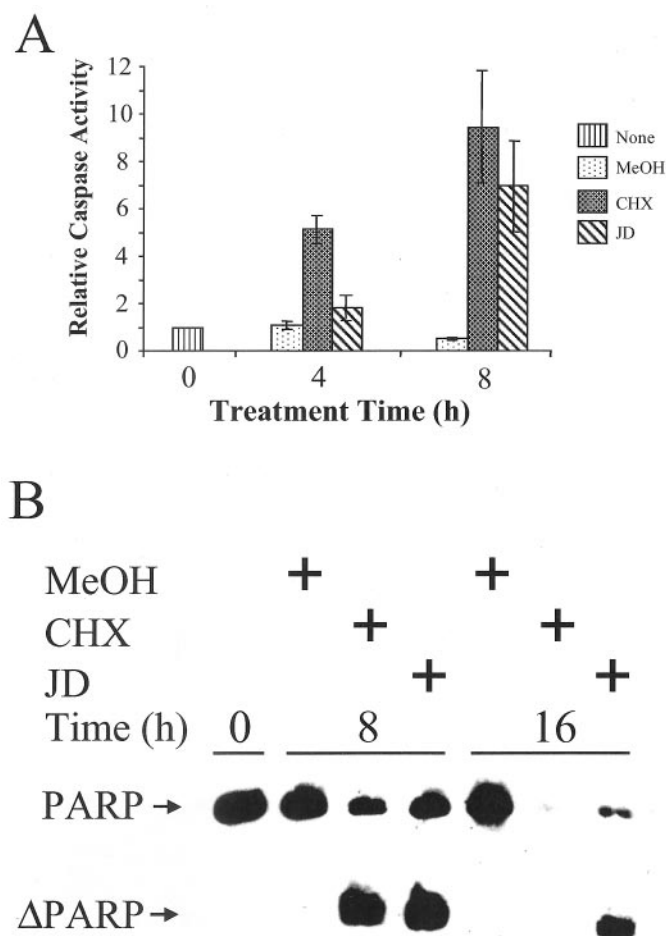 A
Relative Caspase Activity
12
10
8
6
4
2
0
0 4 8
Treatment Time (h)
None
MeOH
CHX
JD
B
MeOH + +
CHX + +
JD + +
Time (h) 0 8 16
PARP →
ΔPARP →